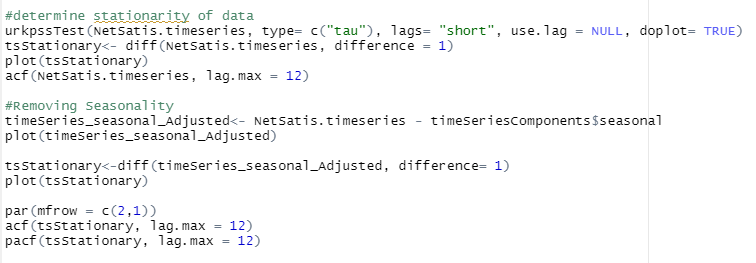 #determine stationarity of data
urkpssTest(NetSatis.timeseries, type= c("tau"), lags= "short", use.lag = NULL, doplot= TRUE)
tsStationary<- diff(NetSatis.timeseries, difference = 1)
plot(tsStationary)
acf(NetSatis.timeseries, lag.max = 12)
#Removing Seasonality
timeSeries_seasonal_Adjusted<- NetSatis.timeseries - timeSeriesComponents$seasonal
plot(timeSeries_seasonal_Adjusted)
tsStationary<-diff(timeSeries_seasonal_Adjusted, difference= 1)
plot(tsStationary)
par(mfrow = c(2,1))
acf(tsStationary, lag.max = 12)
pacf(tsStationary, lag.max = 12)